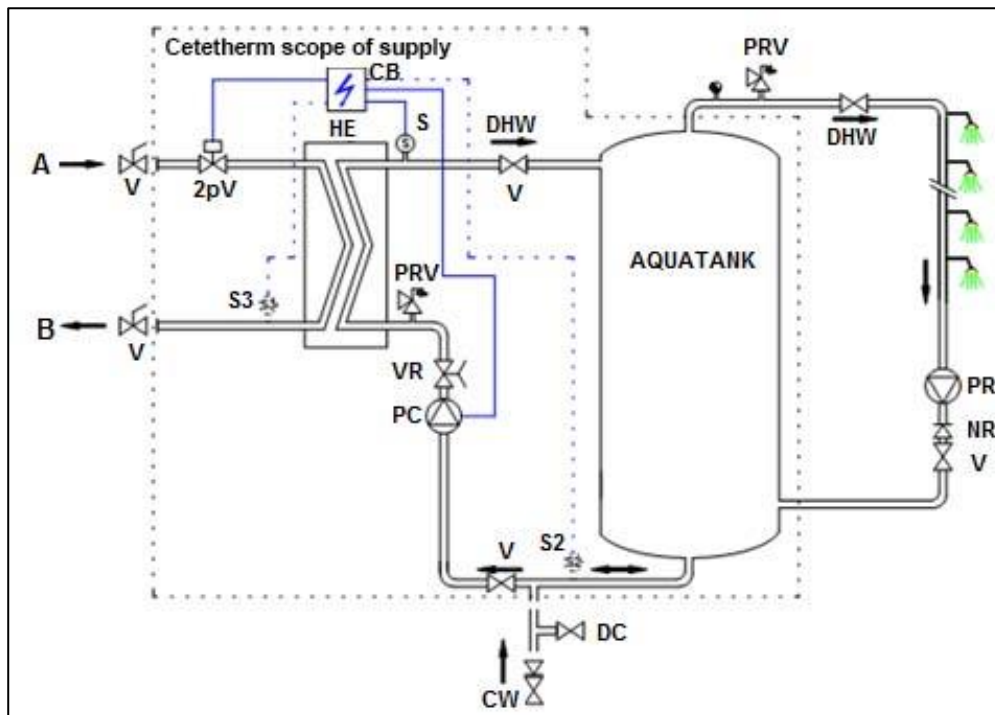 Cetetherm scope of supply
CB
PRV
HE
S
S
DHW
DHW
A
V
2pV
V
AQUATANK
PRV
S3
B
V
VR
PC
PR
NR
V
V
S2
DC
CW